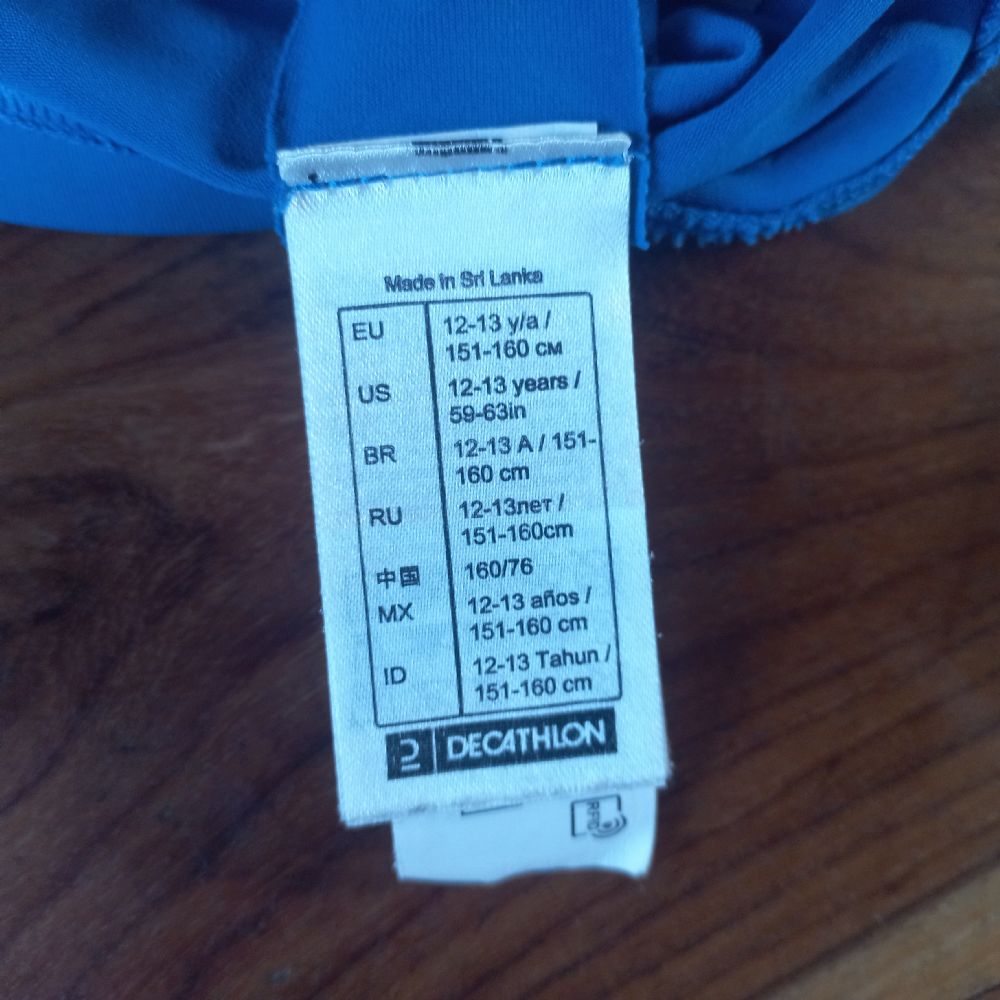 Made in Sri Lanka
EU 12-13 y/a /
151-160 см
US 12-13 years /
59-63in
BR 12-13 A / 151-
160 cm
RU 12-13лет /
151-160cm
中国 160/76
MX 12-13 años /
151-160 cm
ID 12-13 Tahun /
151-160 cm
DECATHLON
RFID